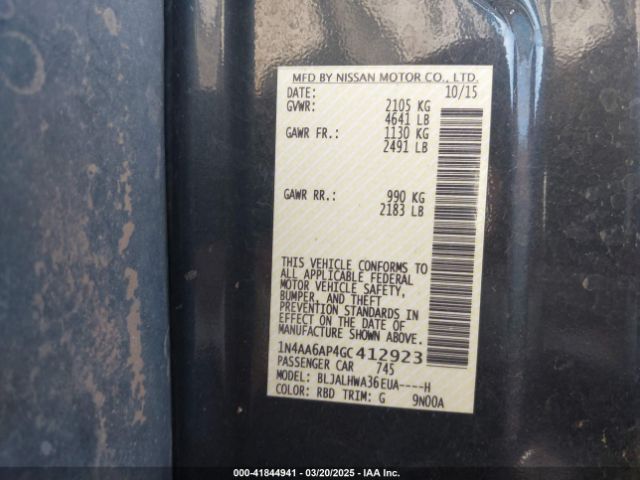 MFD BY NISSAN MOTOR CO., LTD.
DATE: 10/15
GVWR: 2105 KG
4641 LB
GAWR FR.: 1130 KG
2491 LB
GAWR RR.: 990 KG
2183 LB
THIS VEHICLE CONFORMS TO
ALL APPLICABLE FEDERAL
MOTOR VEHICLE SAFETY,
BUMPER, AND THEFT
PREVENTION STANDARDS IN
EFFECT ON THE DATE OF
MANUFACTURE SHOWN ABOVE.
1N4AA6AP4GC412923
PASSENGER CAR 745
MODEL: BLJALHWA36EUA----H
COLOR: RBD TRIM: G 9N00A
000-41844941 | 03/20/2025 | IAA Inc.